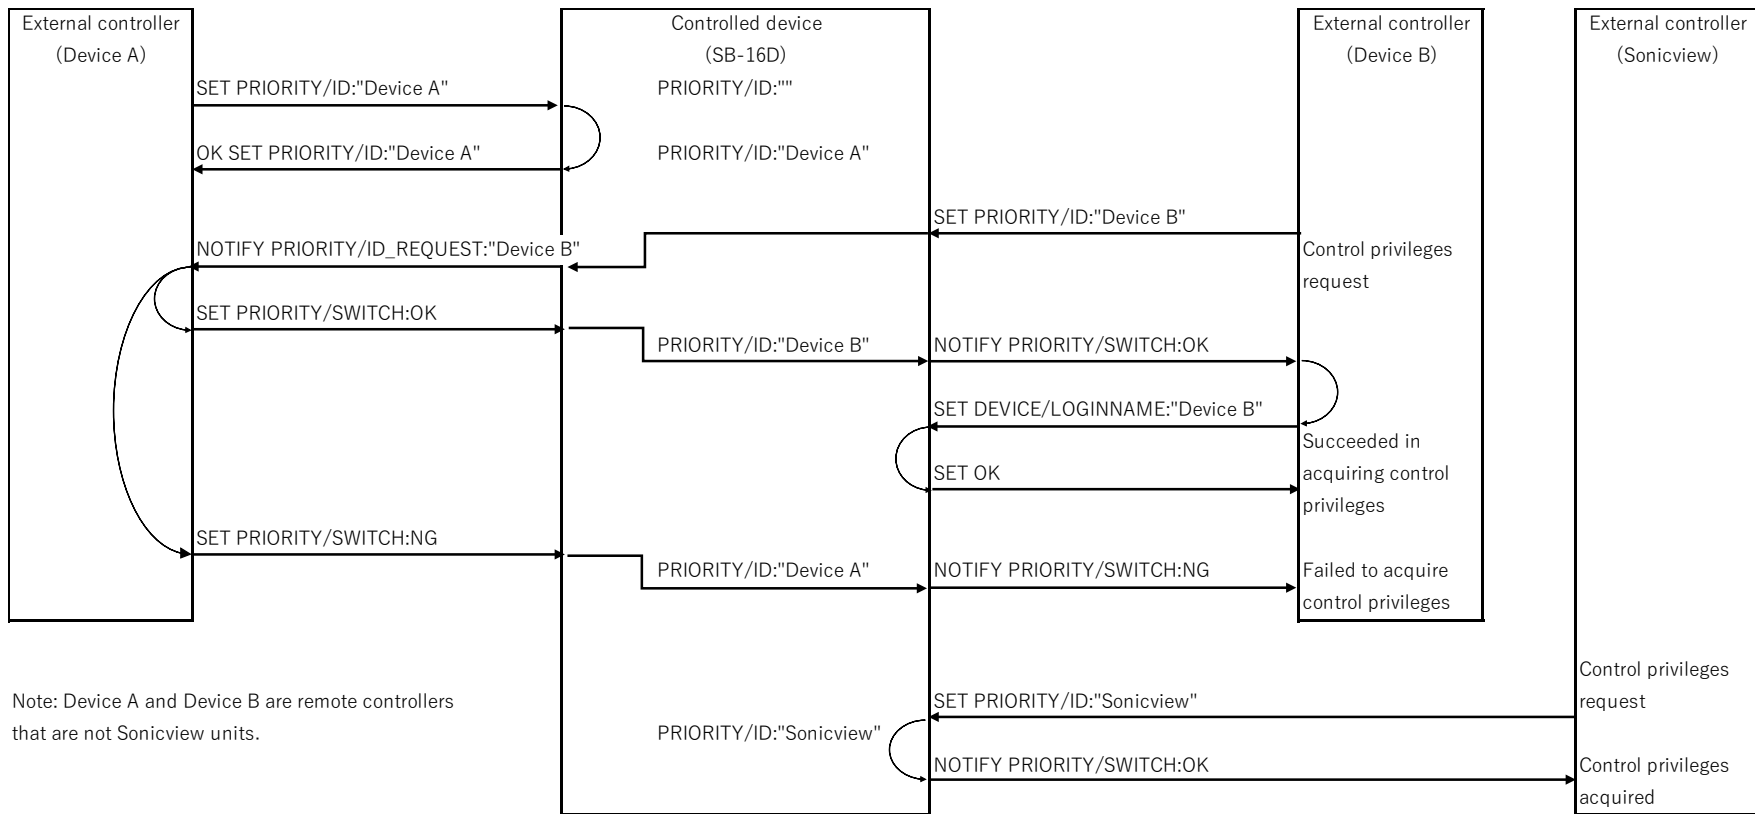 External controller
(Device A)
Controlled device
(SB-16D)
External controller
(Device B)
External controller
(Sonicview)
SET PRIORITY/ID:"Device A"
PRIORITY/ID:""
OK SET PRIORITY/ID:"Device A"
PRIORITY/ID:"Device A"
SET PRIORITY/ID:"Device B"
NOTIFY PRIORITY/ID_REQUEST:"Device B"
Control privileges
request
SET PRIORITY/SWITCH:OK
PRIORITY/ID:"Device B"
NOTIFY PRIORITY/SWITCH:OK
SET DEVICE/LOGINNAME:"Device B"
Succeeded in
acquiring control
privileges
SET OK
SET PRIORITY/SWITCH:NG
PRIORITY/ID:"Device A"
NOTIFY PRIORITY/SWITCH:NG
Failed to acquire
control privileges
Control privileges
request
Note: Device A and Device B are remote controllers
that are not Sonicview units.
SET PRIORITY/ID:"Sonicview"
PRIORITY/ID:"Sonicview"
NOTIFY PRIORITY/SWITCH:OK
Control privileges
acquired